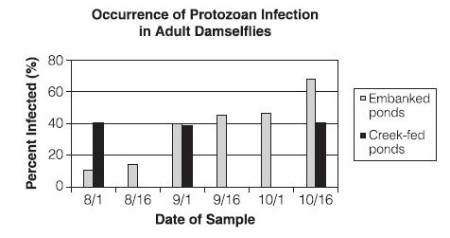 Occurrence of Protozoan Infection
in Adult Damselflies
Percent Infected (%)
80
60
40
20
0
8/1 8/16 9/1 9/16 10/1 10/16
Date of Sample
Embanked
ponds
Creek-fed
ponds